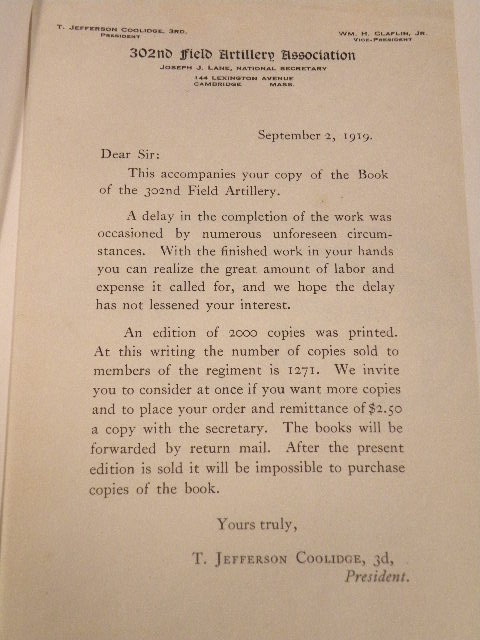 T. Jefferson Coolidge, 3rd.
President
Wm. H. Claflin, Jr.
Vice-President
302nd Field Artillery Association
Joseph J. Lane, National Secretary
144 Lexington Avenue
Cambridge Mass.
September 2, 1919.
Dear Sir:
This accompanies your copy of the Book
of the 302nd Field Artillery.
A delay in the completion of the work was
occasioned by numerous unforeseen circum-
stances. With the finished work in your hands
you can realize the great amount of labor and
expense it called for, and we hope the delay
has not lessened your interest.
An edition of 2000 copies was printed.
At this writing the number of copies sold to
members of the regiment is 1271. We invite
you to consider at once if you want more copies
and to place your order and remittance of $2.50
a copy with the secretary. The books will be
forwarded by return mail. After the present
edition is sold it will be impossible to purchase
copies of the book.
Yours truly,
T. Jefferson Coolidge, 3d,
President.